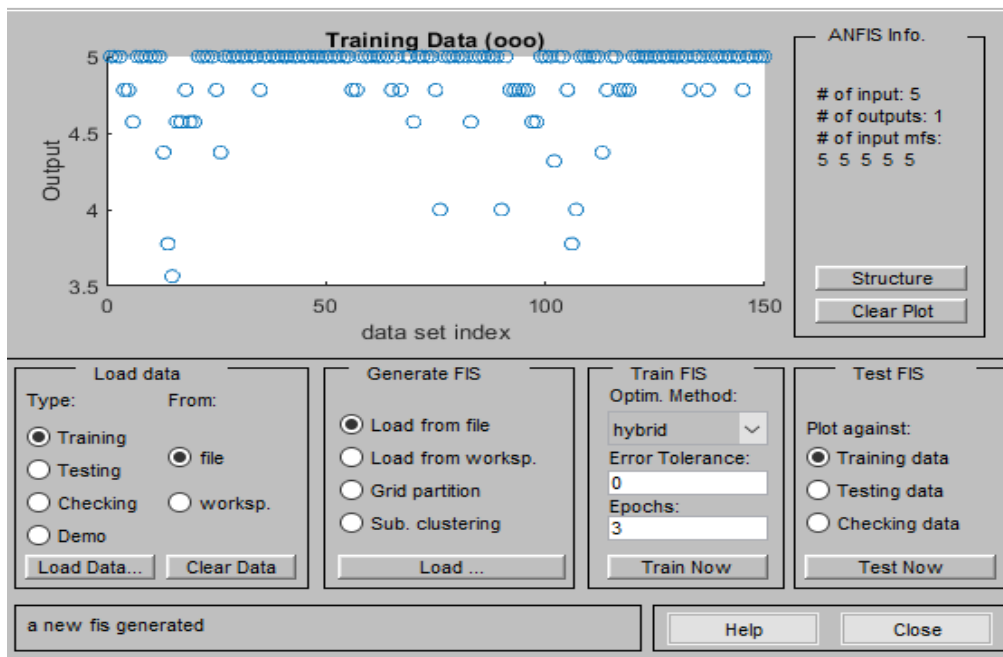 Training Data (ooo)
5
4.5
4
3.5
Output
0
50
100
150
data set index
ANFIS Info.
# of input: 5
# of outputs: 1
# of input mfs:
5 5 5 5 5
Structure
Clear Plot
Load data
Type:
From:
Training
Testing
Checking
Demo
file
worksp.
Load Data...
Clear Data
Generate FIS
Load from file
Load from worksp.
Grid partition
Sub. clustering
Load ...
Train FIS
Optim. Method:
hybrid
Error Tolerance:
0
Epochs:
3
Train Now
Test FIS
Plot against:
Training data
Testing data
Checking data
Test Now
a new fis generated
Help
Close